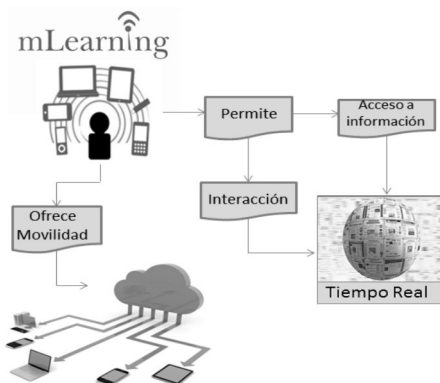 mLearning
Permite
Acceso a
información
Interacción
Ofrece
Movilidad
Tiempo Real